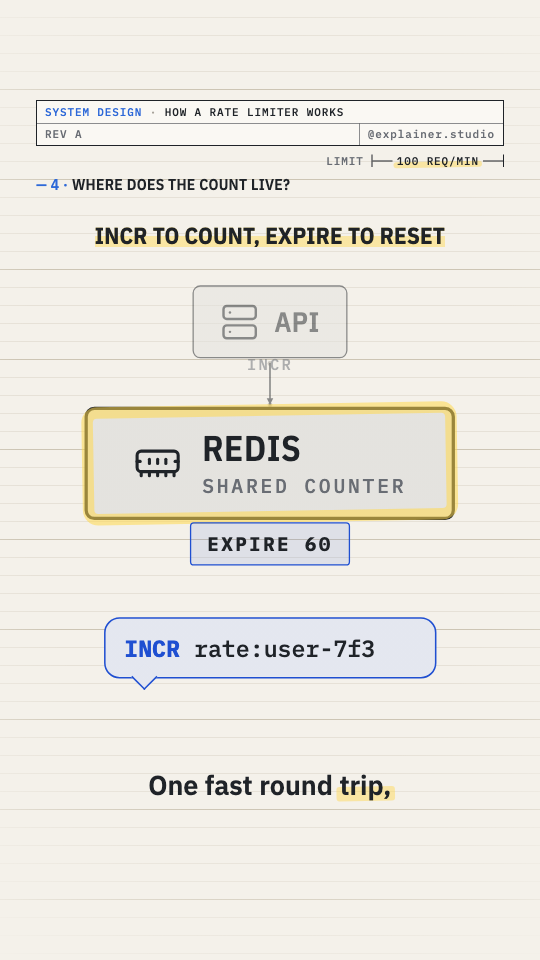 SYSTEM DESIGN · HOW A RATE LIMITER WORKS
REV A @explainer.studio
LIMIT 100 REQ/MIN
— 4 · WHERE DOES THE COUNT LIVE?
INCR TO COUNT, EXPIRE TO RESET
API
INCR
REDIS
SHARED COUNTER
EXPIRE 60
INCR rate:user-7f3
One fast round trip,